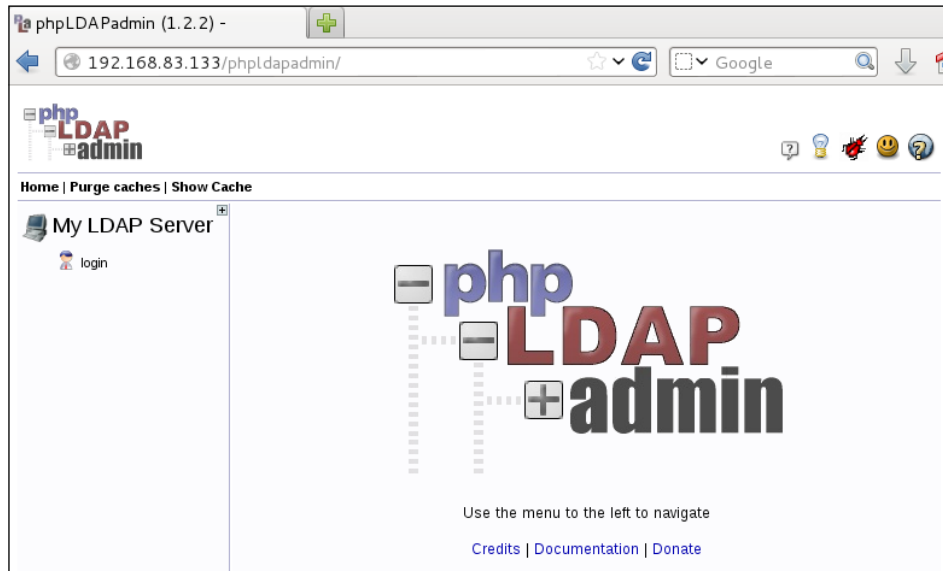 phpLDAPadmin (1.2.2) -
192.168.83.133/phpldapadmin/
Google
php
LDAP
admin
Home | Purge caches | Show Cache
My LDAP Server
login
php
LDAP
admin
Use the menu to the left to navigate
Credits | Documentation | Donate